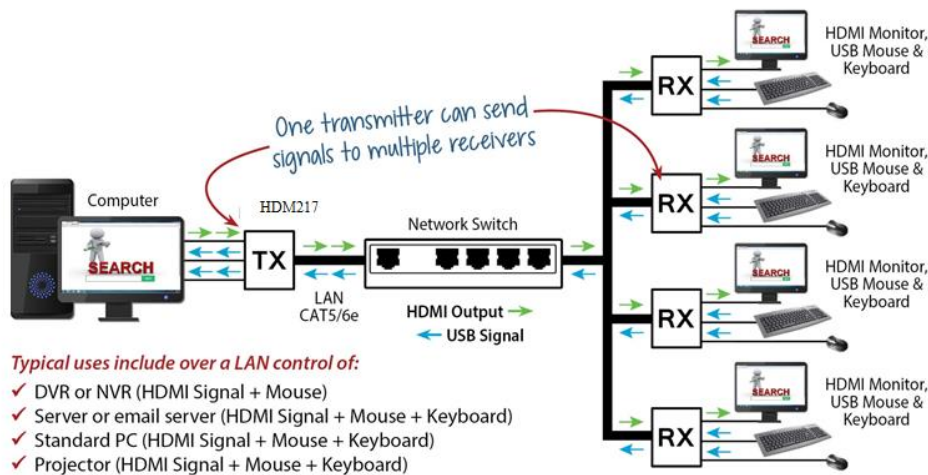 HDMI Monitor,
USB Mouse &
Keyboard
SEARCH
RX
One transmitter can send
signals to multiple receivers
HDMI Monitor,
USB Mouse &
Keyboard
SEARCH
RX
Computer
HDM217
SEARCH
TX
LAN
CAT5/6e
Network Switch
HDMI Output
USB Signal
HDMI Monitor,
USB Mouse &
Keyboard
SEARCH
RX
HDMI Monitor,
USB Mouse &
Keyboard
SEARCH
RX
Typical uses include over a LAN control of:
✓ DVR or NVR (HDMI Signal + Mouse)
✓ Server or email server (HDMI Signal + Mouse + Keyboard)
✓ Standard PC (HDMI Signal + Mouse + Keyboard)
✓ Projector (HDMI Signal + Mouse + Keyboard)